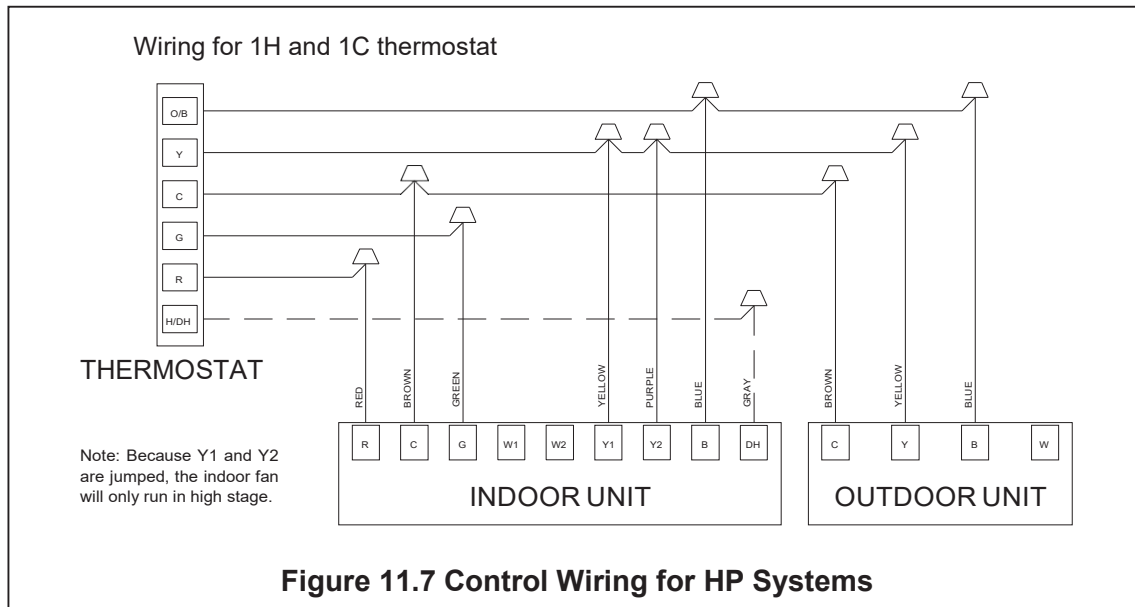 Wiring for 1H and 1C thermostat
O/B
Y
C
G
R
H/DH
THERMOSTAT
RED
BROWN
GREEN
YELLOW
PURPLE
BLUE
GRAY
BROWN
YELLOW
BLUE
R C G W1 W2 Y1 Y2 B DH
C Y B W
INDOOR UNIT
OUTDOOR UNIT
Note: Because Y1 and Y2
are jumped, the indoor fan
will only run in high stage.
Figure 11.7 Control Wiring for HP Systems